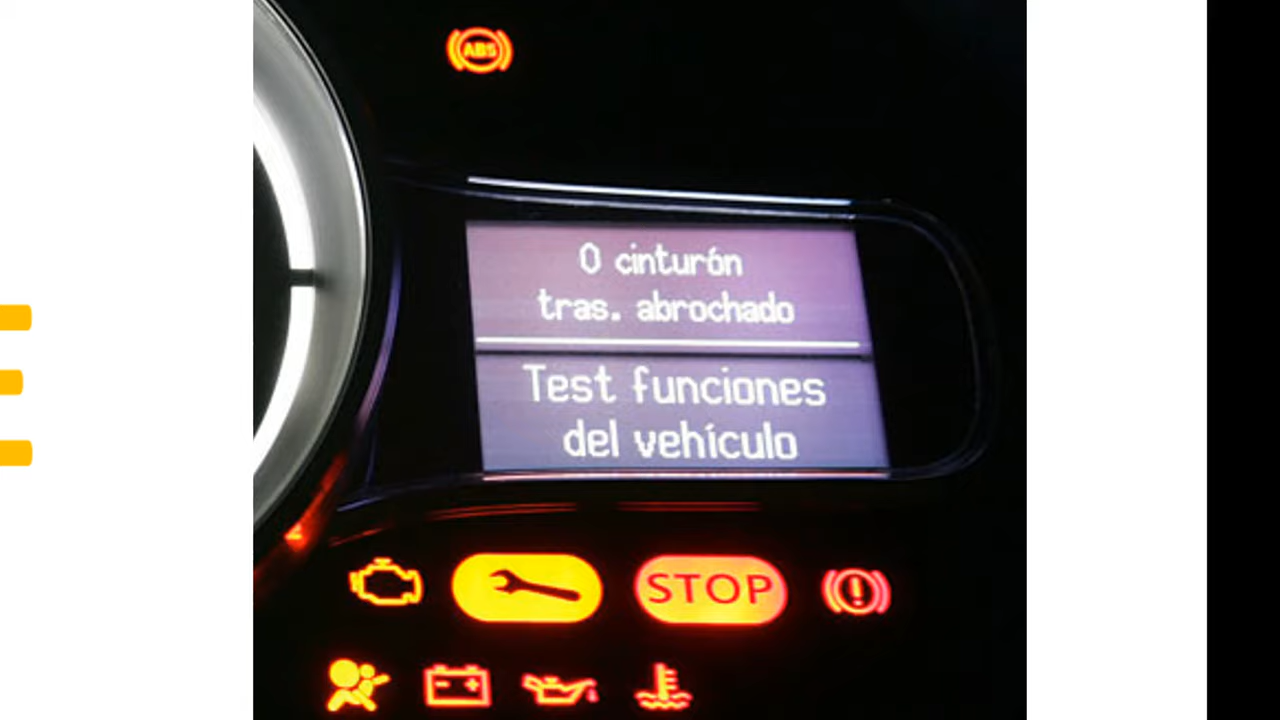 ABS
0 cinturón
tras. abrochado
Test funciones
del vehículo
STOP